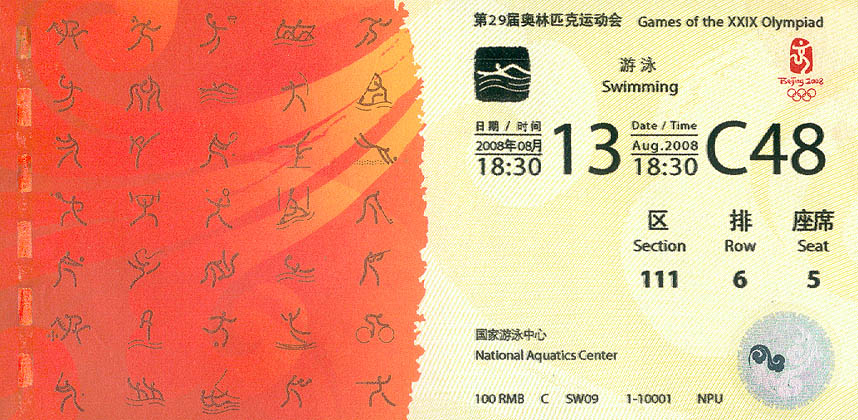 第29届奥林匹克运动会 Games of the XXIX Olympiad
游泳
Swimming
Beijing 2008
日期 / 时间
2008年08月
18:30
13
Date / Time
Aug.2008
18:30
C48
区 排 座席
Section Row Seat
111 6 5
国家游泳中心
National Aquatics Center
100 RMB C SW09 1-10001 NPU